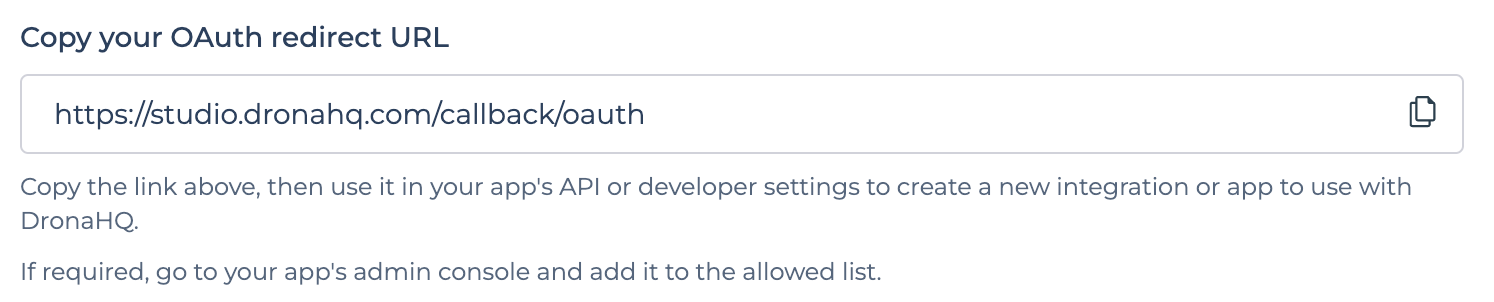 Copy your OAuth redirect URL
https://studio.dronahq.com/callback/oauth
Copy the link above, then use it in your app's API or developer settings to create a new integration or app to use with
DronaHQ.
If required, go to your app's admin console and add it to the allowed list.